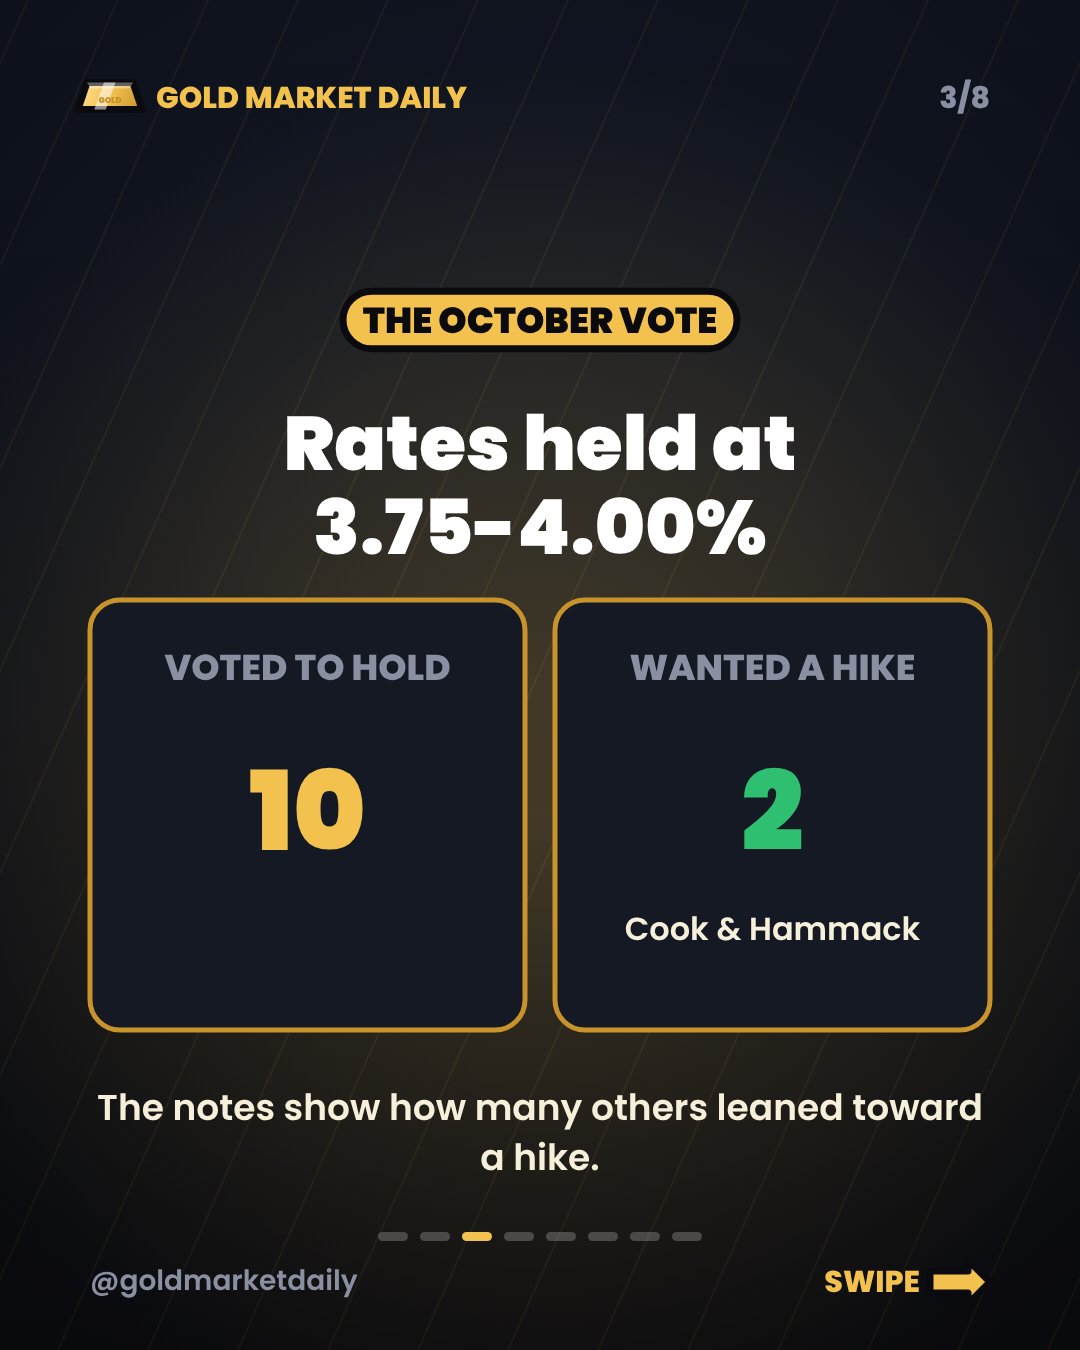 GOLD
GOLD MARKET DAILY
3/8
THE OCTOBER VOTE
Rates held at
3.75–4.00%
VOTED TO HOLD
10
WANTED A HIKE
2
Cook & Hammack
The notes show how many others leaned toward
a hike.
@goldmarketdaily
SWIPE